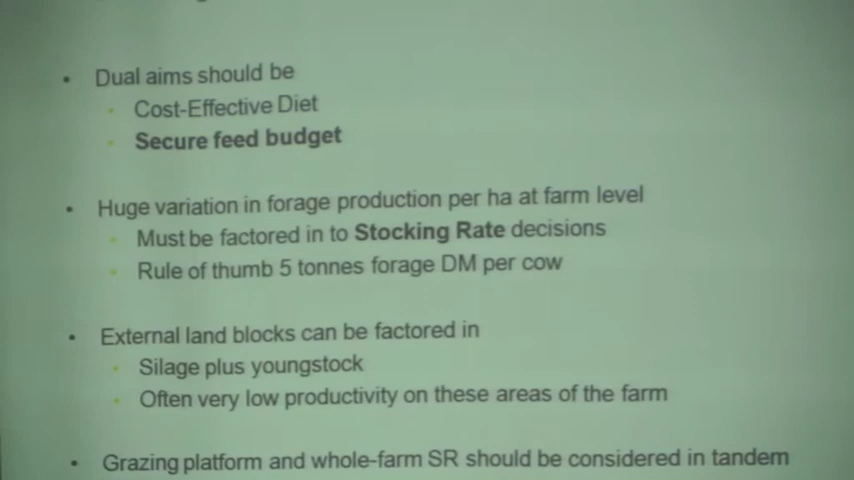 • Dual aims should be
• Cost-Effective Diet
• Secure feed budget
• Huge variation in forage production per ha at farm level
• Must be factored in to Stocking Rate decisions
• Rule of thumb 5 tonnes forage DM per cow
• External land blocks can be factored in
• Silage plus youngstock
• Often very low productivity on these areas of the farm
• Grazing platform and whole-farm SR should be considered in tandem